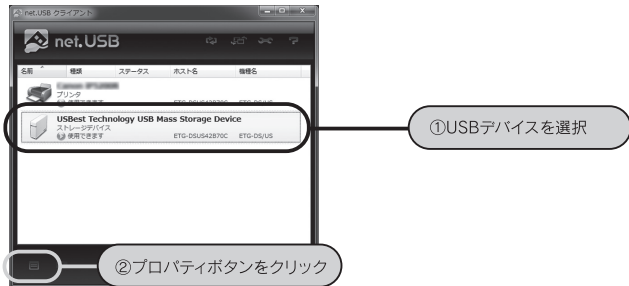 net.USB クライアント
net.USB
名前 種類 ステータス ホスト名 機種名
プリンタ
使用できます ETG-DSUS42B70C ETG-DS/US
USBest Technology USB Mass Storage Device
ストレージデバイス
使用できます ETG-DSUS42B70C ETG-DS/US
①USBデバイスを選択
②プロパティボタンをクリック